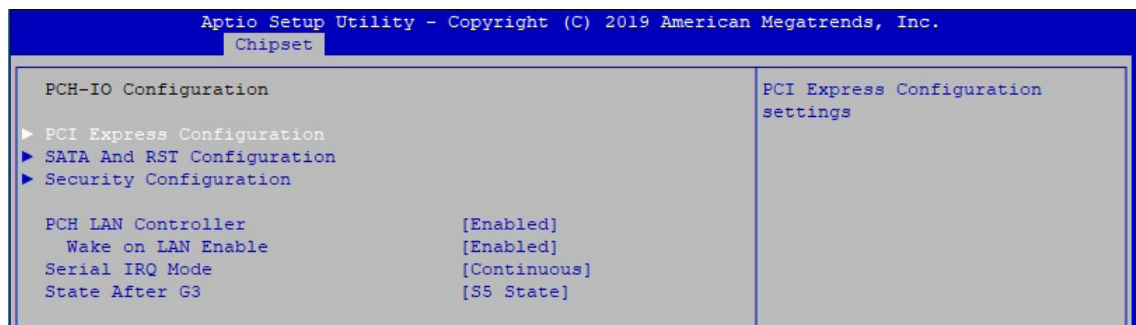 Aptio Setup Utility - Copyright (C) 2019 American Megatrends, Inc.
Chipset
PCH-IO Configuration
► PCI Express Configuration
► SATA And RST Configuration
► Security Configuration
PCH LAN Controller [Enabled]
Wake on LAN Enable [Enabled]
Serial IRQ Mode [Continuous]
State After G3 [S5 State]
PCI Express Configuration
settings